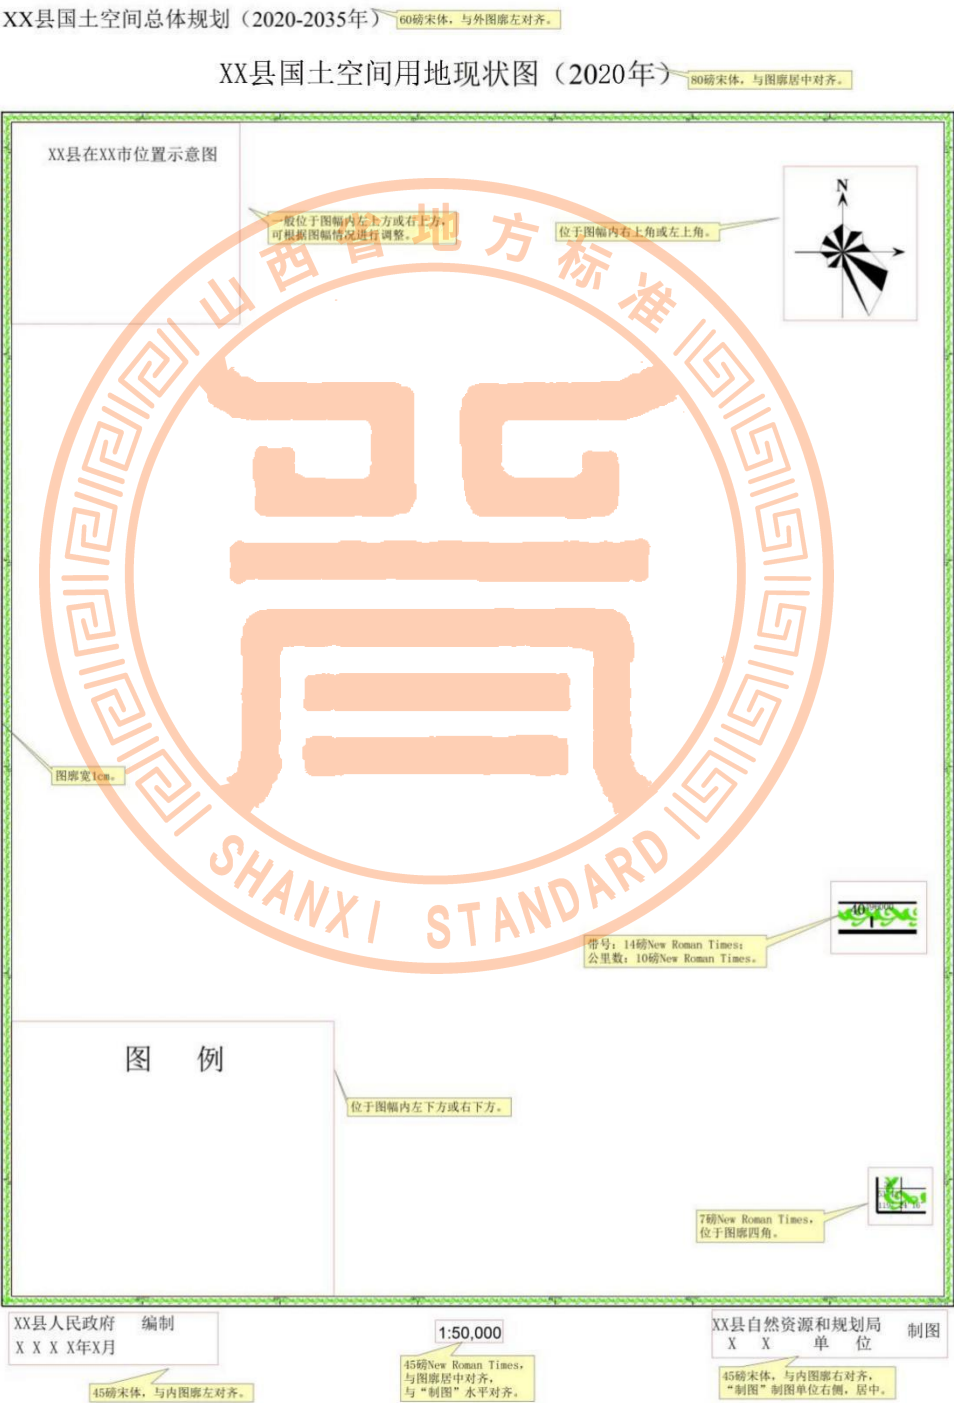 XX县国土空间总体规划（2020-2035年）
60磅宋体，与外图廓左对齐。
XX县国土空间用地现状图（2020年）
80磅宋体，与图廓居中对齐。
XX县在XX市位置示意图
一般位于图幅内左上方或右上方，
可根据图幅情况进行调整。
位于图幅内右上角或左上角。
N
山西省地方标准
图廓宽1cm。
SHANXI STANDARD
40
带号：14磅New Roman Times；
公里数：10磅New Roman Times。
图 例
位于图幅内左下方或右下方。
7磅New Roman Times，
位于图廓四角。
XX县人民政府 编制
X X X X年X月
45磅宋体，与内图廓左对齐。
1:50,000
45磅New Roman Times，
与图廓居中对齐，
与“制图”水平对齐。
XX县自然资源和规划局 制图
X X 单 位
45磅宋体，与内图廓右对齐，
“制图”制图单位右侧，居中。